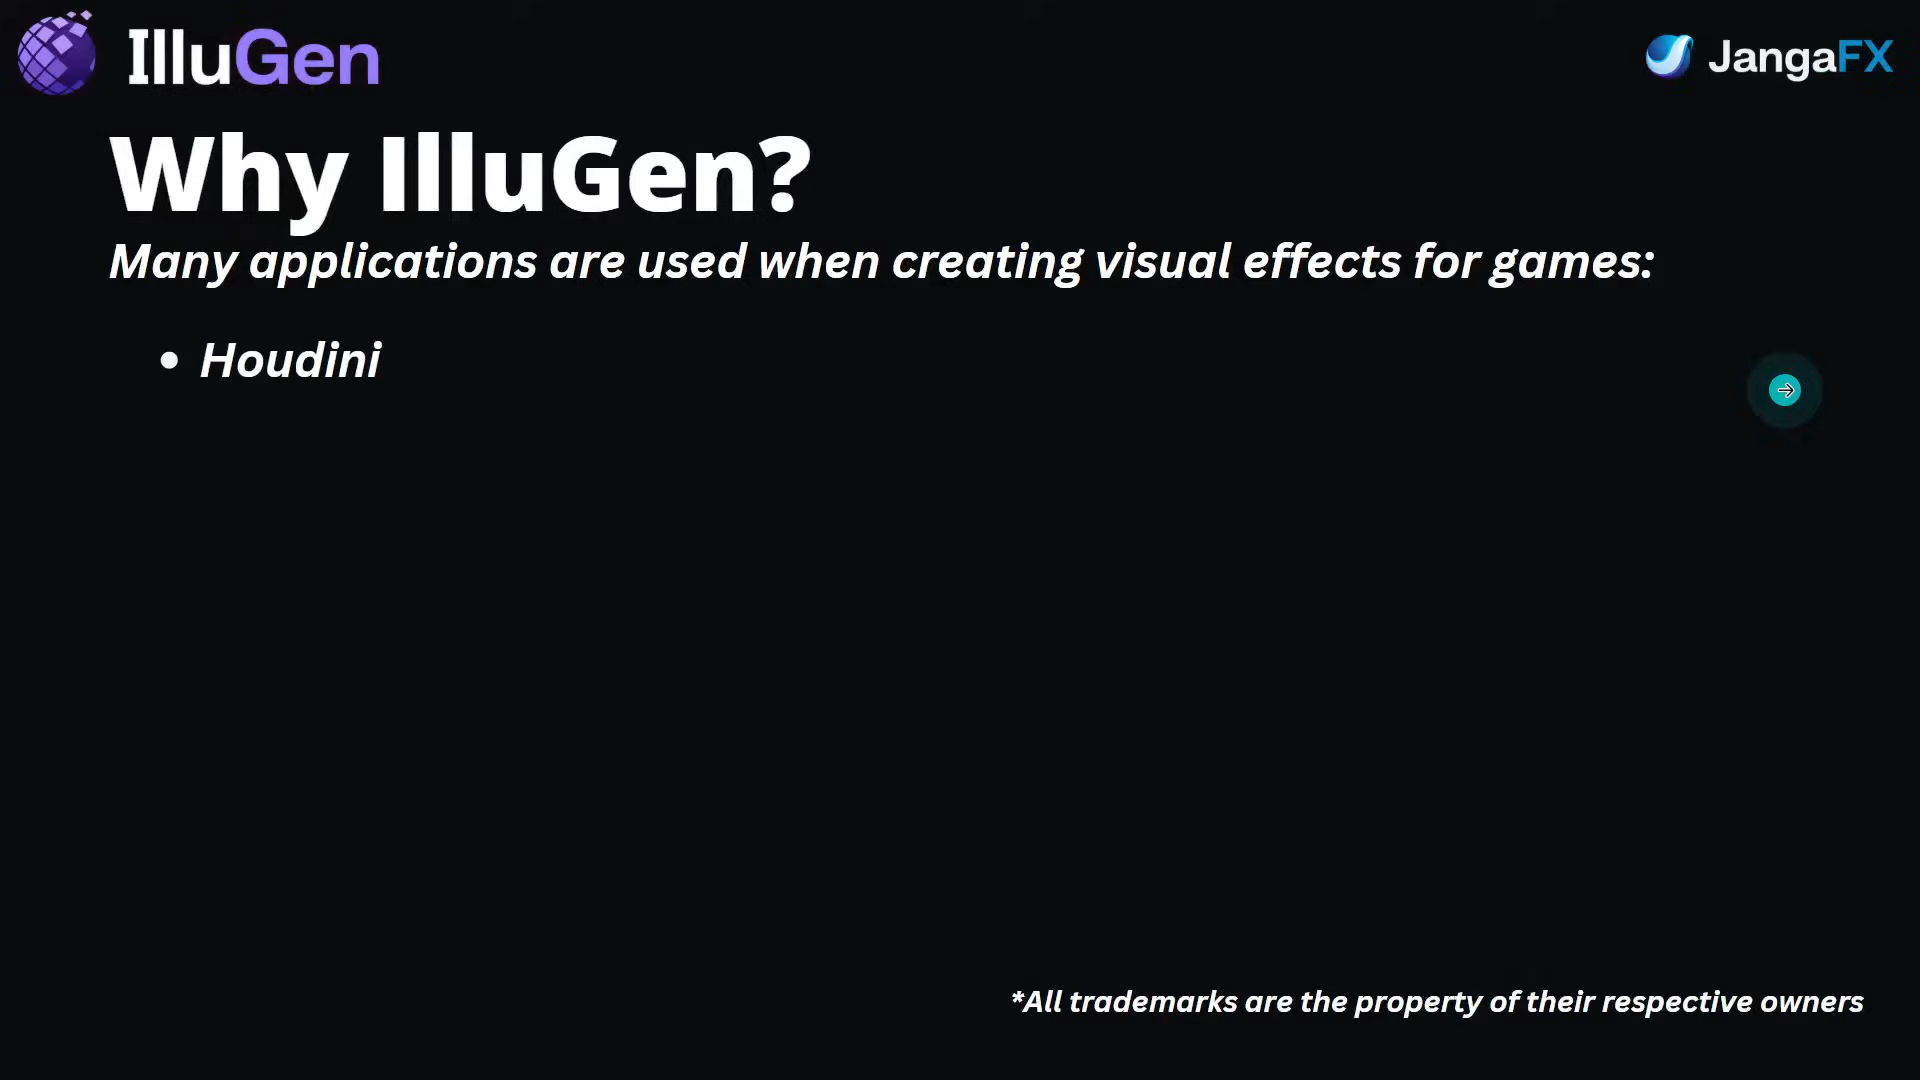 IlluGen
JangaFX
Why IlluGen?
Many applications are used when creating visual effects for games:
• Houdini
*All trademarks are the property of their respective owners